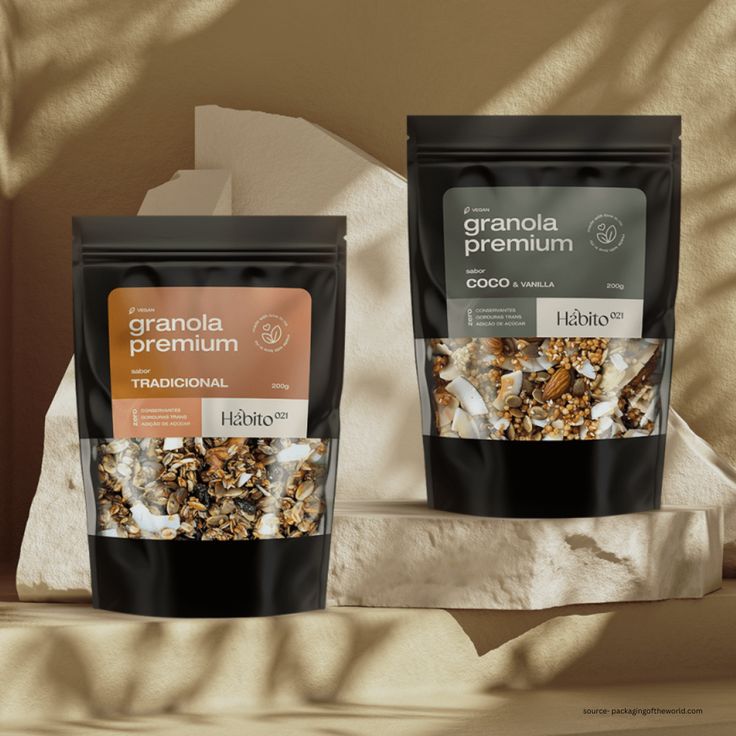 VEGAN
granola
premium
sabor
TRADICIONAL
200g
zero
CONSERVANTES
GORDURAS TRANS
ADIÇÃO DE AÇÚCAR
Hábito 021
VEGAN
granola
premium
sabor
COCO & VANILLA
200g
zero
CONSERVANTES
GORDURAS TRANS
ADIÇÃO DE AÇÚCAR
Hábito 021
source- packagingoftheworld.com